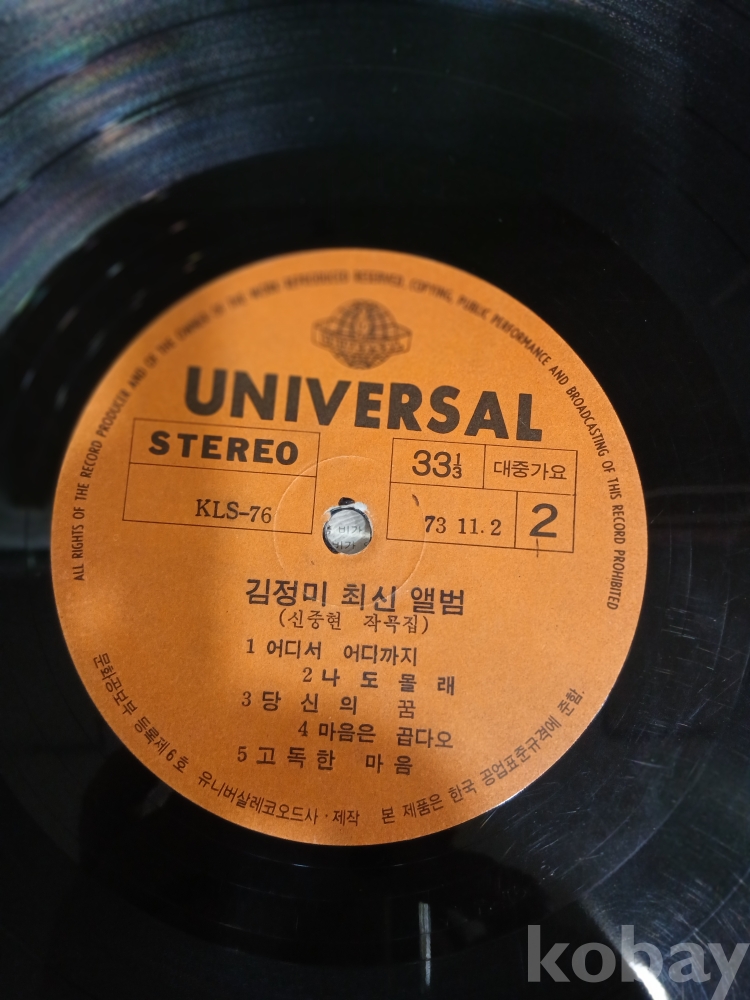 ALL RIGHTS OF THE RECORD PRODUCER AND OF THE OWNER OF THE WORK REPRODUCED RESERVED. COPYING, PUBLIC PERFORMANCE AND BROADCASTING OF THIS RECORD PROHIBITED
UNIVERSAL
STEREO
33⅓ 대중가요
KLS-76
73 11. 2 2
김정미 최신 앨범
(신중현 작곡집)
1 어디서 어디까지
2 나 도 몰 래
3 당 신 의 꿈
4 마음은 곱다오
5 고 독 한 마 음
문화공보부 등록제6호 유니버살레코오드사·제작 본 제품은 한국 공업표준규격에 준함.
kobay